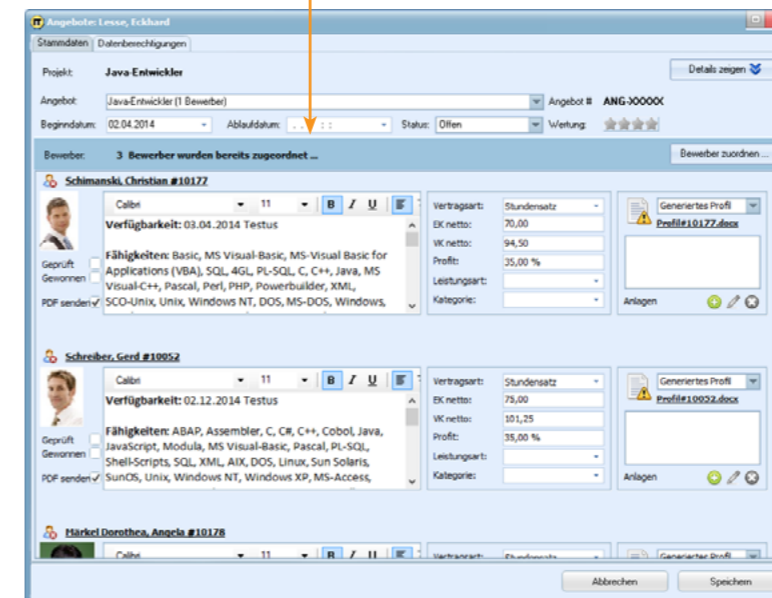 Angebote: Lesse, Eckhard
Stammdaten Datenberechtigungen
Projekt: Java-Entwickler Details zeigen
Angebot: Java-Entwickler (1 Bewerber) Angebot # ANG-XXXXX
Beginndatum: 02.04.2014 Ablaufdatum: . . : : Status: Offen Wertung:
Bewerber: 3 Bewerber wurden bereits zugeordnet ... Bewerber zuordnen ...
Schimanski, Christian #10177
Calibri 11 B I U
Verfügbarkeit: 03.04.2014 Testus
Fähigkeiten: Basic, MS Visual-Basic, MS-Visual Basic for
Applications (VBA), SQL, 4GL, PL-SQL, C, C++, Java, MS
Visual-C++, Pascal, Perl, PHP, Powerbuilder, XML,
SCO-Unix, Unix, Windows NT, DOS, MS-DOS, Windows,
Geprüft
Gewonnen
PDF senden
Vertragsart: Stundensatz
EK netto: 70,00
VK netto: 94,50
Profit: 35,00 %
Leistungsart:
Kategorie:
Generiertes Profil
Profil#10177.docx
Anlagen
Schreiber, Gerd #10052
Calibri 11 B I U
Verfügbarkeit: 02.12.2014 Testus
Fähigkeiten: ABAP, Assembler, C, C#, C++, Cobol, Java,
JavaScript, Modula, MS Visual-Basic, Pascal, PL-SQL,
Shell-Scripts, SQL, XML, AIX, DOS, Linux, Sun Solaris,
SunOS, Unix, Windows NT, Windows XP, MS-Access,
Geprüft
Gewonnen
PDF senden
Vertragsart: Stundensatz
EK netto: 75,00
VK netto: 101,25
Profit: 35,00 %
Leistungsart:
Kategorie:
Generiertes Profil
Profil#10052.docx
Anlagen
Märkel Dorothea, Angela #10178
Calibri 11 B I U Vertragsart: Stundensatz Generiertes Profil
Abbrechen Speichern